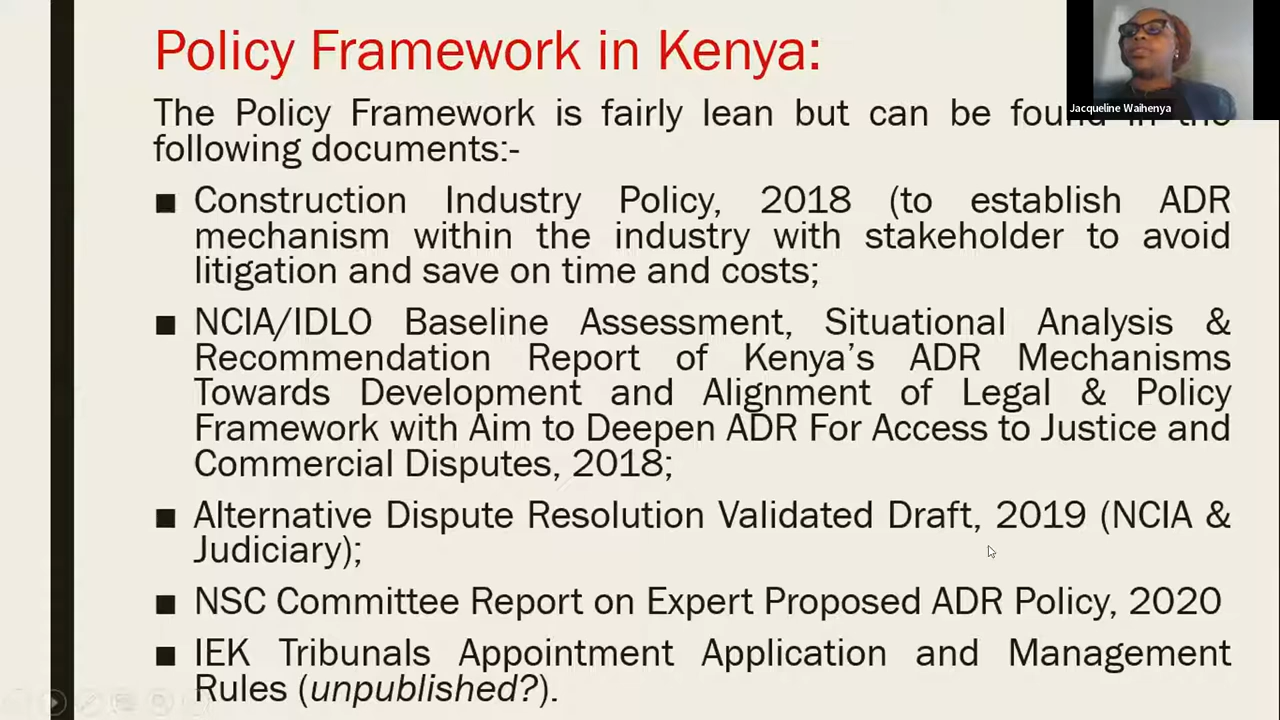 Policy Framework in Kenya:
Jacqueline Waihenya
The Policy Framework is fairly lean but can be found in the
following documents:-
■ Construction Industry Policy, 2018 (to establish ADR
mechanism within the industry with stakeholder to avoid
litigation and save on time and costs;
■ NCIA/IDLO Baseline Assessment, Situational Analysis &
Recommendation Report of Kenya's ADR Mechanisms
Towards Development and Alignment of Legal & Policy
Framework with Aim to Deepen ADR For Access to Justice and
Commercial Disputes, 2018;
■ Alternative Dispute Resolution Validated Draft, 2019 (NCIA &
Judiciary);
■ NSC Committee Report on Expert Proposed ADR Policy, 2020
■ IEK Tribunals Appointment Application and Management
Rules (unpublished?).